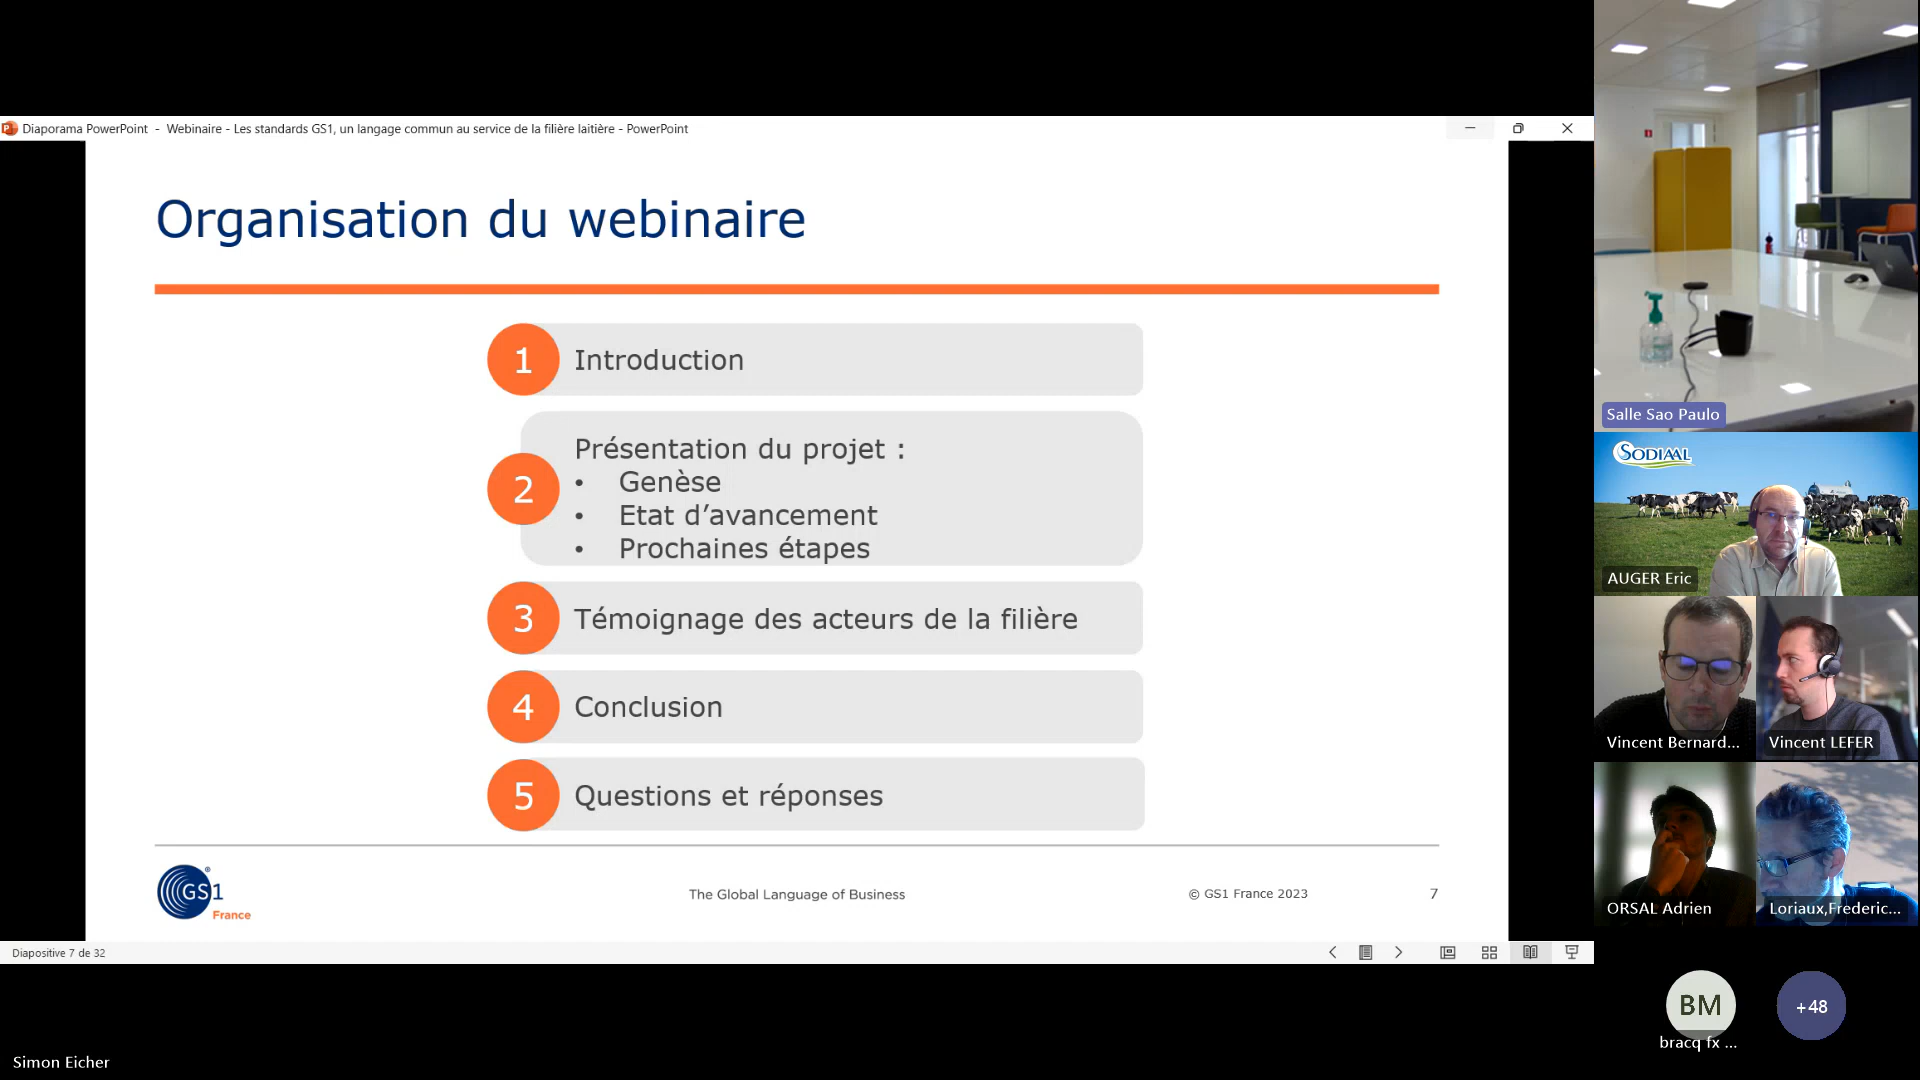 Diaporama PowerPoint - Webinaire - Les standards GS1, un langage commun au service de la filière laitière - PowerPoint
Organisation du webinaire
1 Introduction
2 Présentation du projet :
• Genèse
• Etat d’avancement
• Prochaines étapes
3 Témoignage des acteurs de la filière
4 Conclusion
5 Questions et réponses
GS1 ®
France
The Global Language of Business
© GS1 France 2023
7
Diapositive 7 de 32
Simon Eicher
Salle Sao Paulo
SODIAAL
AUGER Eric
Vincent Bernard...
Vincent LEFER
ORSAL Adrien
Loriaux,Frederic...
BM
bracq fx ...
+48